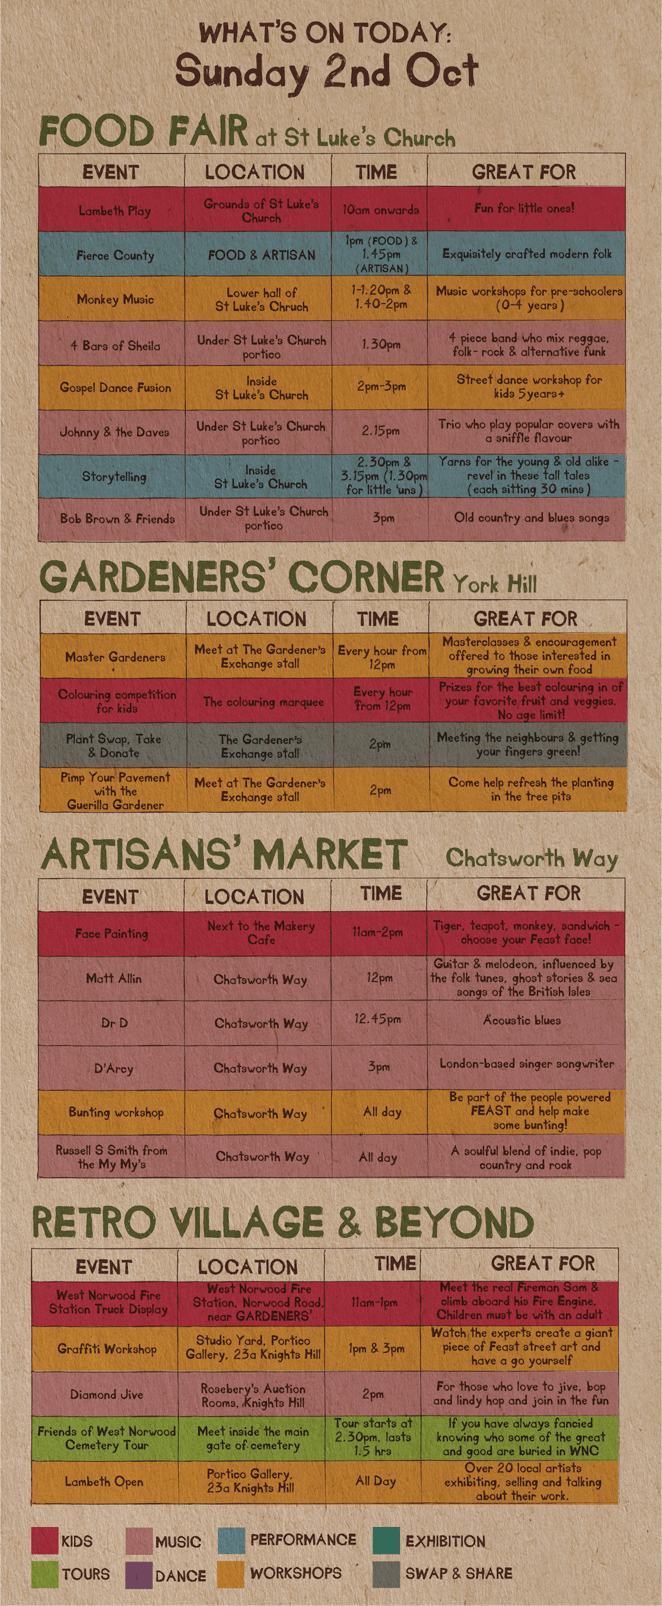 WHAT'S ON TODAY:
Sunday 2nd Oct
FOOD FAIR at St Luke's Church
EVENT LOCATION TIME GREAT FOR
Lambeth Play
Grounds of St Luke's
Church
10am onwards
Fun for little ones!
Fierce County
FOOD & ARTISAN
1pm (FOOD) &
1.45pm
(ARTISAN)
Exquisitely crafted modern folk
Monkey Music
Lower hall of
St Luke's Chruch
1-1.20pm &
1.40-2pm
Music workshops for pre-schoolers
(0-4 years)
4 Bars of Sheila
Under St Luke's Church
portico
1.30pm
4 piece band who mix reggae,
folk- rock & alternative funk
Gospel Dance Fusion
Inside
St Luke's Church
2pm-3pm
Street dance workshop for
kids 5years+
Johnny & the Daves
Under St Luke's Church
portico
2.15pm
Trio who play popular covers with
a sniffle flavour
Storytelling
Inside
St Luke's Church
2.30pm &
3.15pm (1.30pm
for little 'uns)
Yarns for the young & old alike -
revel in these tall tales
(each sitting 30 mins)
Bob Brown & Friends
Under St Luke's Church
portico
3pm
Old country and blues songs
GARDENERS' CORNER York Hill
EVENT LOCATION TIME GREAT FOR
Master Gardeners
Meet at The Gardener's
Exchange stall
Every hour from
12pm
Masterclasses & encouragement
offered to those interested in
growing their own food
Colouring competition
for kids
The colouring marquee
Every hour
from 12pm
Prizes for the best colouring in of
your favorite fruit and veggies.
No age limit!
Plant Swap, Take
& Donate
The Gardener's
Exchange stall
2pm
Meeting the neighbours & getting
your fingers green!
Pimp Your Pavement
with the
Guerilla Gardener
Meet at The Gardener's
Exchange stall
2pm
Come help refresh the planting
in the tree pits
ARTISANS' MARKET Chatsworth Way
EVENT LOCATION TIME GREAT FOR
Face Painting
Next to the Makery
Cafe
11am-2pm
Tiger, teapot, monkey, sandwich -
choose your Feast face!
Matt Allin
Chatsworth Way
12pm
Guitar & melodeon, influenced by
the folk tunes, ghost stories & sea
songs of the British Isles
Dr D
Chatsworth Way
12.45pm
Acoustic blues
D'Arcy
Chatsworth Way
3pm
London-based singer songwriter
Bunting workshop
Chatsworth Way
All day
Be part of the people powered
FEAST and help make
some bunting!
Russell S Smith from
the My My's
Chatsworth Way
All day
A soulful blend of indie, pop
country and rock
RETRO VILLAGE & BEYOND
EVENT LOCATION TIME GREAT FOR
West Norwood Fire
Station Truck Display
West Norwood Fire
Station, Norwood Road,
near GARDENERS'
11am-1pm
Meet the real Fireman Sam &
climb aboard his Fire Engine.
Children must be with an adult
Graffiti Workshop
Studio Yard, Portico
Gallery, 23a Knights Hill
1pm & 3pm
Watch the experts create a giant
piece of Feast street art and
have a go yourself
Diamond Jive
Rosebery's Auction
Rooms, Knights Hill
2pm
For those who love to jive, bop
and lindy hop and join in the fun
Friends of West Norwood
Cemetery Tour
Meet inside the main
gate of cemetery
Tour starts at
2.30pm, lasts
1.5 hrs
If you have always fancied
knowing who some of the great
and good are buried in WNC
Lambeth Open
Portico Gallery,
23a Knights Hill
All Day
Over 20 local artists
exhibiting, selling and talking
about their work.
KIDS MUSIC PERFORMANCE EXHIBITION
TOURS DANCE WORKSHOPS SWAP & SHARE